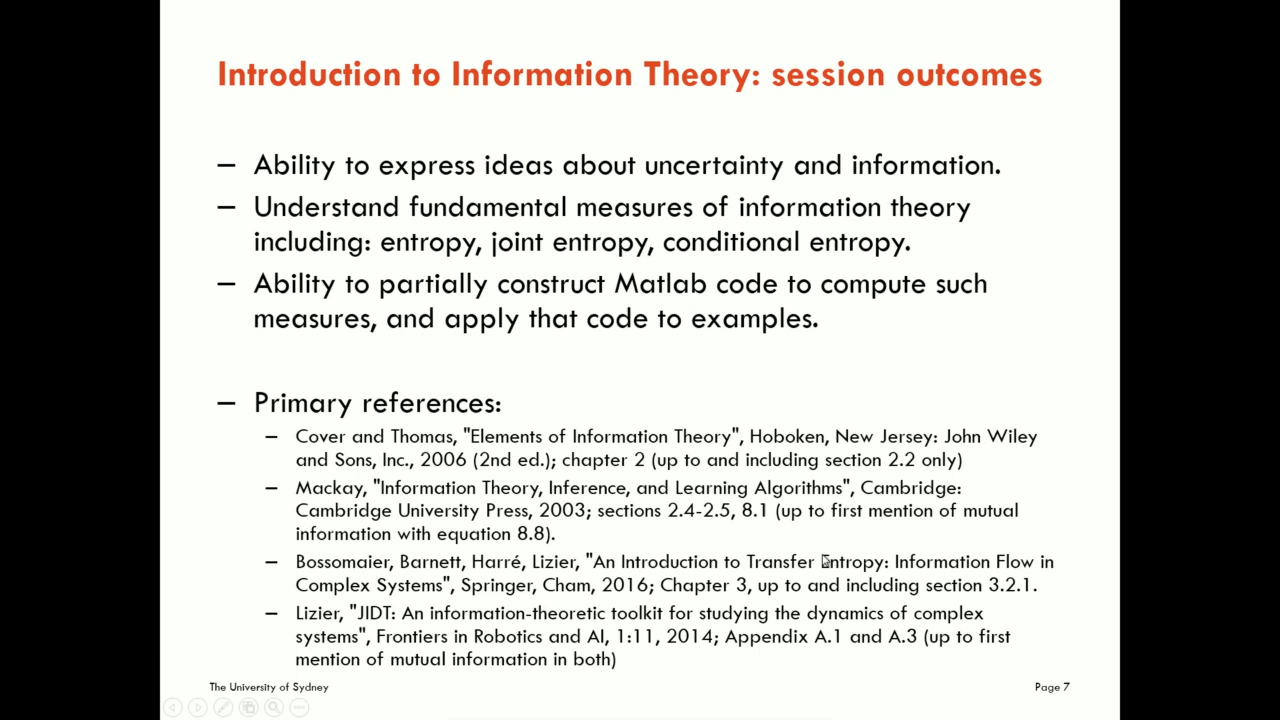 Introduction to Information Theory: session outcomes
– Ability to express ideas about uncertainty and information.
– Understand fundamental measures of information theory
including: entropy, joint entropy, conditional entropy.
– Ability to partially construct Matlab code to compute such
measures, and apply that code to examples.
– Primary references:
– Cover and Thomas, "Elements of Information Theory", Hoboken, New Jersey: John Wiley
and Sons, Inc., 2006 (2nd ed.); chapter 2 (up to and including section 2.2 only)
– Mackay, "Information Theory, Inference, and Learning Algorithms", Cambridge:
Cambridge University Press, 2003; sections 2.4-2.5, 8.1 (up to first mention of mutual
information with equation 8.8).
– Bossomaier, Barnett, Harré, Lizier, "An Introduction to Transfer Entropy: Information Flow in
Complex Systems", Springer, Cham, 2016; Chapter 3, up to and including section 3.2.1.
– Lizier, "JIDT: An information-theoretic toolkit for studying the dynamics of complex
systems", Frontiers in Robotics and AI, 1:11, 2014; Appendix A.1 and A.3 (up to first
mention of mutual information in both)
The University of Sydney
Page 7